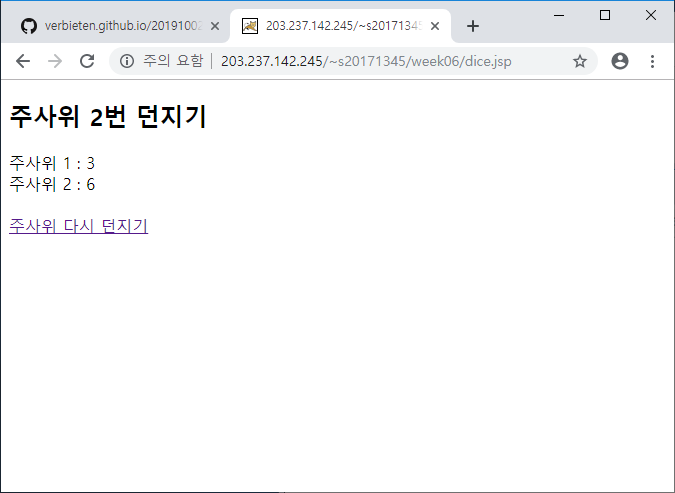 verbieten.github.io/2019100
203.237.142.245/~s2017134
주의 요함 | 203.237.142.245/~s20171345/week06/dice.jsp
주사위 2번 던지기
주사위 1 : 3
주사위 2 : 6
주사위 다시 던지기